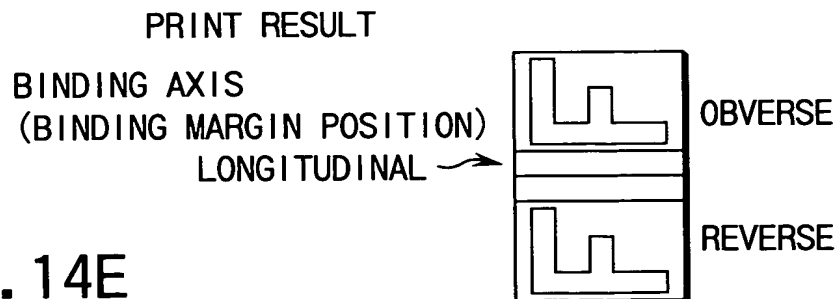 PRINT RESULT
BINDING AXIS
(BINDING MARGIN POSITION)
LONGITUDINAL
OBVERSE
REVERSE
.14E